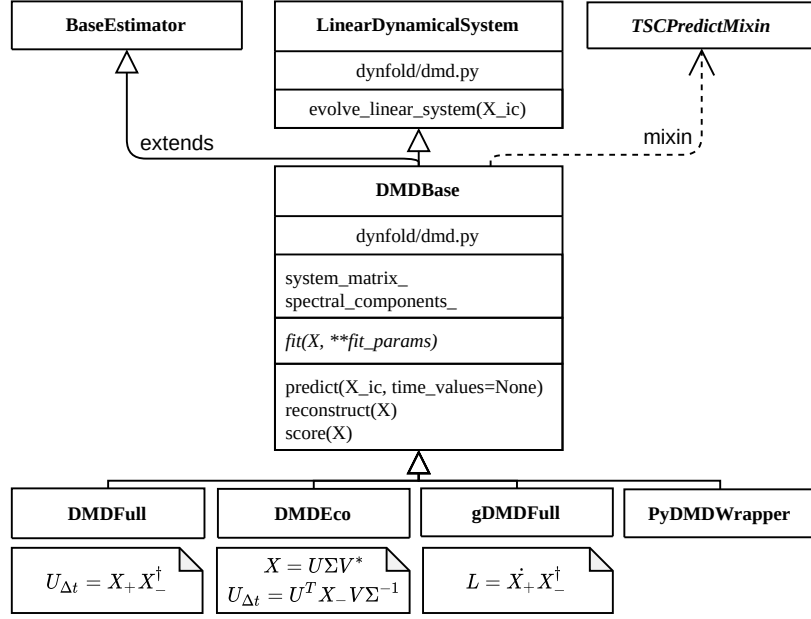 BaseEstimator
LinearDynamicalSystem
TSCPredictMixin
dynfold/dmd.py
evolve_linear_system(X_ic)
extends
mixin
DMDBase
dynfold/dmd.py
system_matrix_
spectral_components_
fit(X, **fit_params)
predict(X_ic, time_values=None)
reconstruct(X)
score(X)
DMDFull
DMDEco
gDMDFull
PyDMDWrapper
U_{Δt} = X_+ X_-^†
X = UΣV^*
U_{Δt} = U^T X_- VΣ^{-1}
L = Ẋ_+ X_-^†